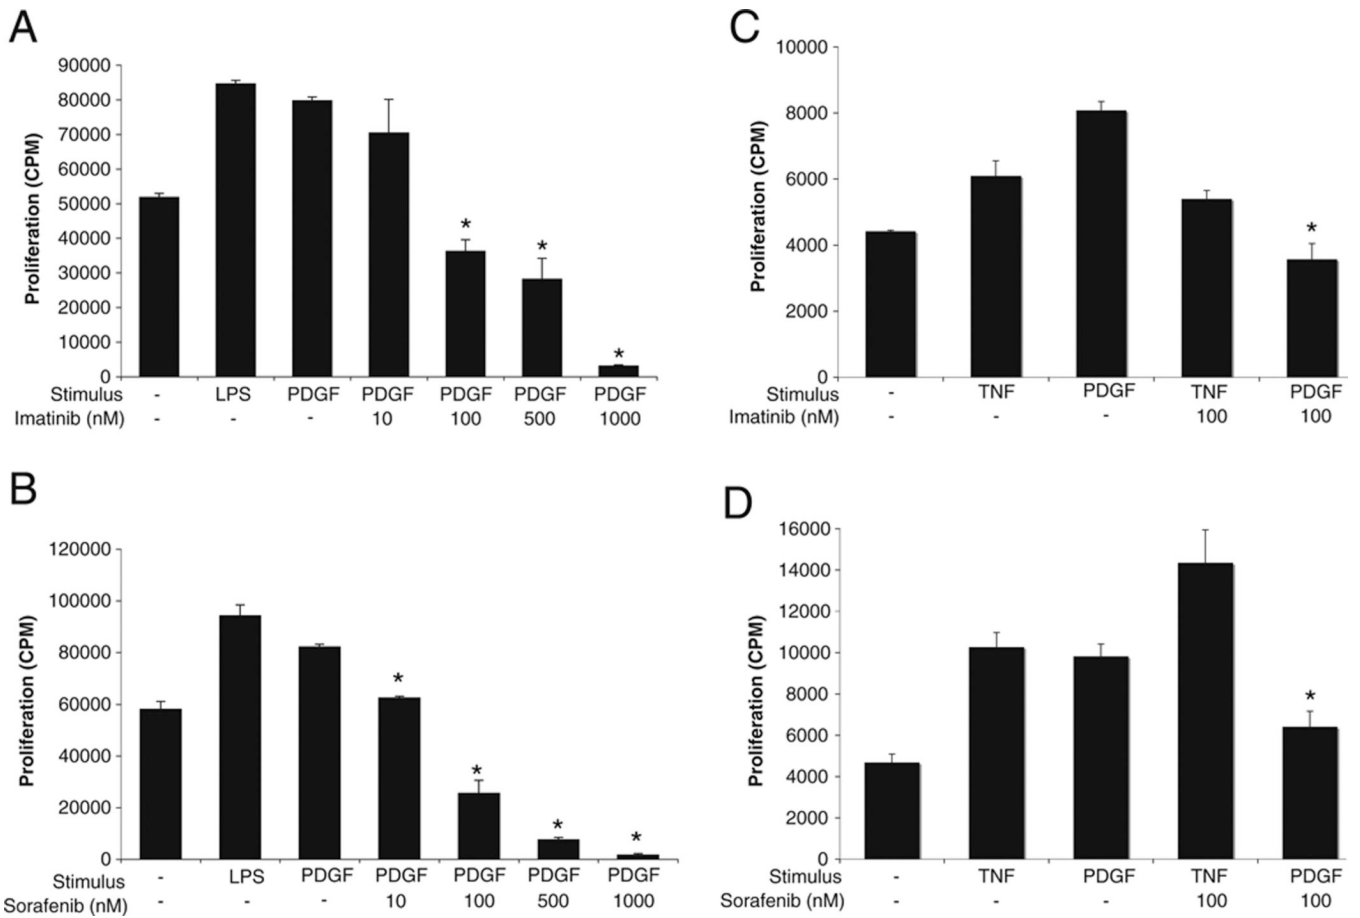 A
Proliferation (CPM)
90000
80000
70000
60000
50000
40000
30000
20000
10000
0
* * *
Stimulus - LPS PDGF PDGF PDGF PDGF PDGF
Imatinib (nM) - - - 10 100 500 1000
B
Proliferation (CPM)
120000
100000
80000
60000
40000
20000
0
* * * *
Stimulus - LPS PDGF PDGF PDGF PDGF PDGF
Sorafenib (nM) - - - 10 100 500 1000
C
Proliferation (CPM)
10000
8000
6000
4000
2000
0
*
Stimulus - TNF PDGF TNF PDGF
Imatinib (nM) - - - 100 100
D
Proliferation (CPM)
16000
14000
12000
10000
8000
6000
4000
2000
0
*
Stimulus - TNF PDGF TNF PDGF
Sorafenib (nM) - - - 100 100